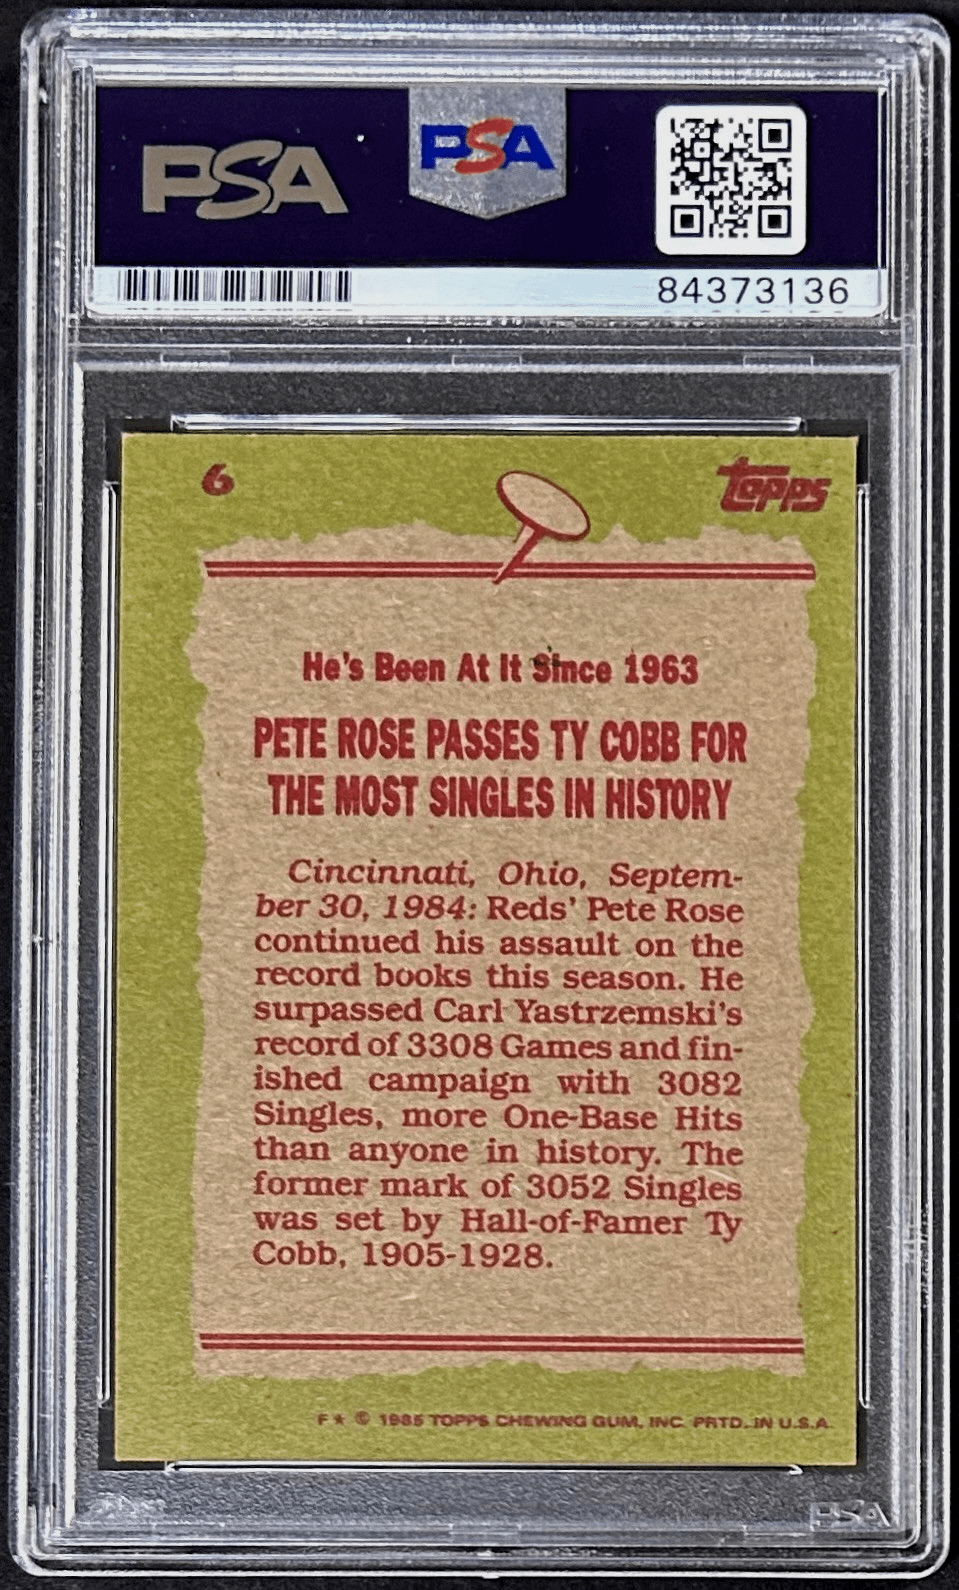 PSA
PSA
84373136
6
Topps
He's Been At It Since 1963
PETE ROSE PASSES TY COBB FOR
THE MOST SINGLES IN HISTORY
Cincinnati, Ohio, Septem-
ber 30, 1984: Reds' Pete Rose
continued his assault on the
record books this season. He
surpassed Carl Yastrzemski's
record of 3308 Games and fin-
ished campaign with 3082
Singles, more One-Base Hits
than anyone in history. The
former mark of 3052 Singles
was set by Hall-of-Famer Ty
Cobb, 1905-1928.
F★ © 1985 TOPPS CHEWING GUM, INC. PRTD. IN U.S.A.
PSA